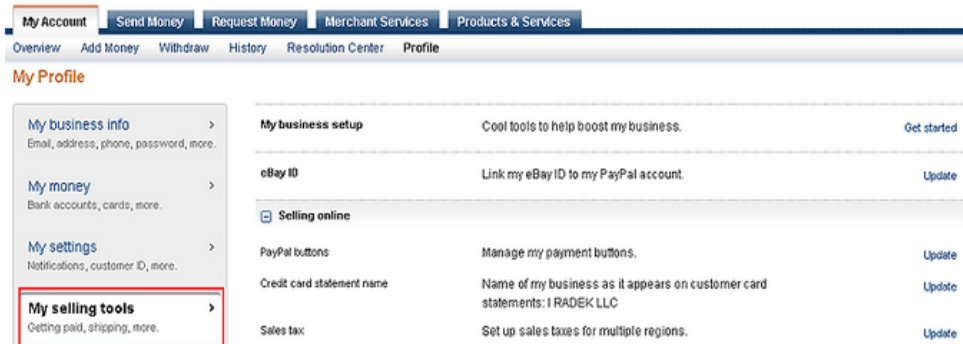 My Account Send Money Request Money Merchant Services Products & Services
Overview Add Money Withdraw History Resolution Center Profile
My Profile
My business info >
Email, address, phone, password, more.
My money >
Bank accounts, cards, more.
My settings >
Notifications, customer ID, more.
My selling tools >
Getting paid, shipping, more.
My business setup Cool tools to help boost my business. Get started
eBay ID Link my eBay ID to my PayPal account. Update
Selling online
PayPal buttons Manage my payment buttons. Update
Credit card statement name Name of my business as it appears on customer card Update
statements: I RADEK LLC
Sales tax Set up sales taxes for multiple regions. Update